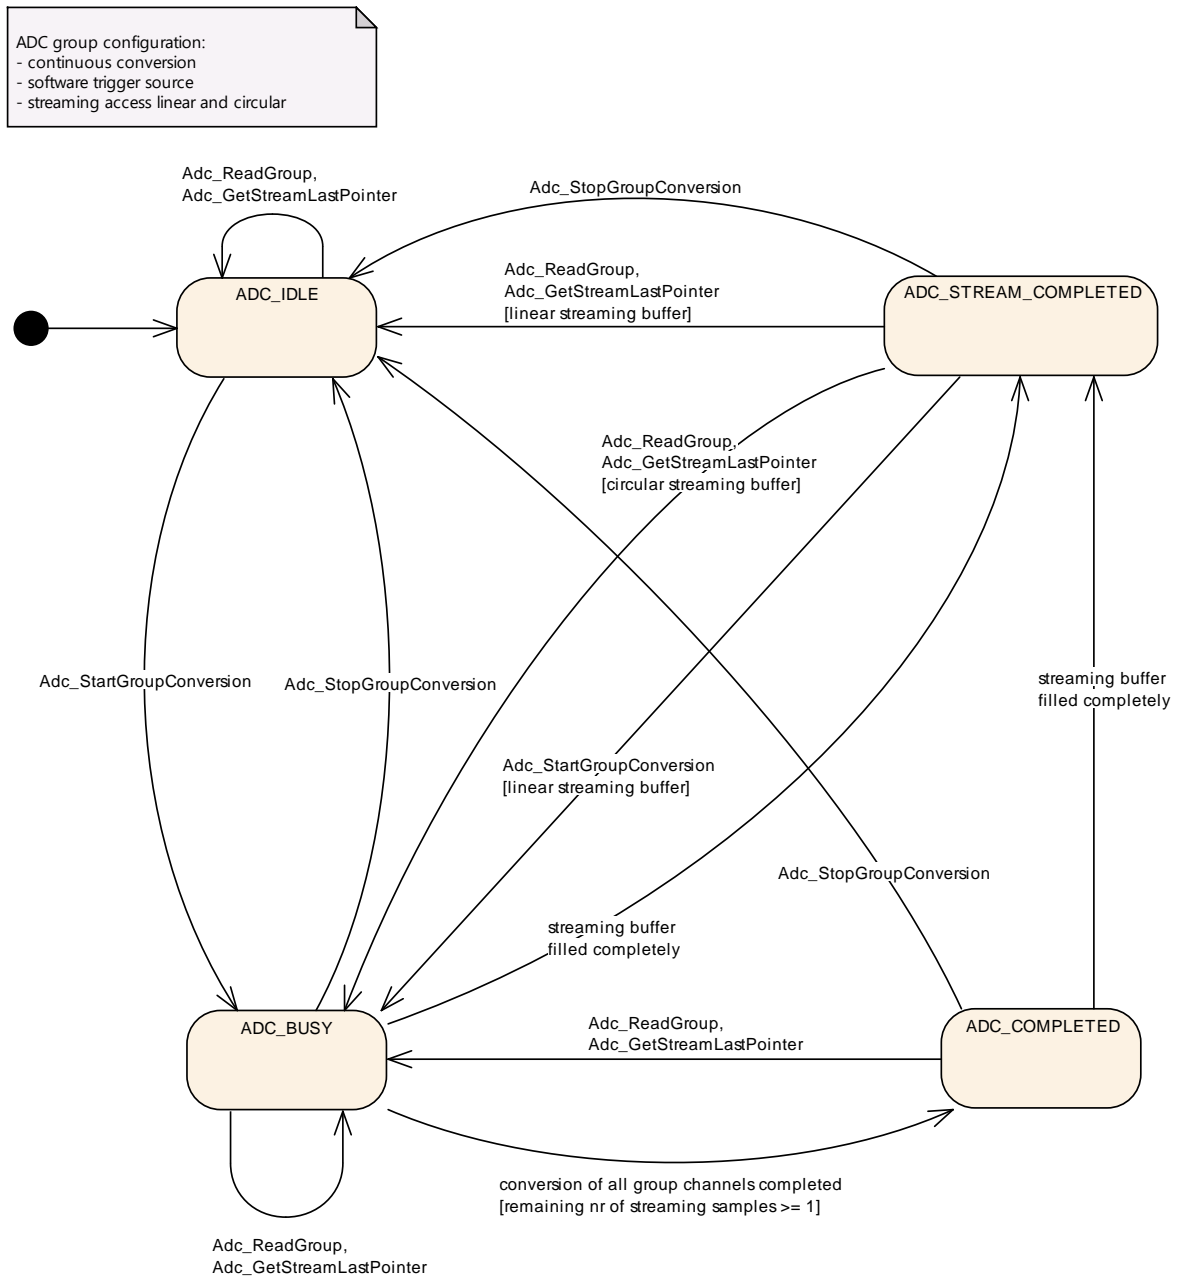 ADC group configuration:
- continuous conversion
- software trigger source
- streaming access linear and circular
Adc_ReadGroup,
Adc_GetStreamLastPointer
Adc_StopGroupConversion
Adc_ReadGroup,
Adc_GetStreamLastPointer
[linear streaming buffer]
ADC_IDLE
ADC_STREAM_COMPLETED
Adc_ReadGroup,
Adc_GetStreamLastPointer
[circular streaming buffer]
Adc_StartGroupConversion
Adc_StopGroupConversion
streaming buffer
filled completely
Adc_StartGroupConversion
[linear streaming buffer]
Adc_StopGroupConversion
streaming buffer
filled completely
ADC_BUSY
Adc_ReadGroup,
Adc_GetStreamLastPointer
ADC_COMPLETED
conversion of all group channels completed
[remaining nr of streaming samples >= 1]
Adc_ReadGroup,
Adc_GetStreamLastPointer